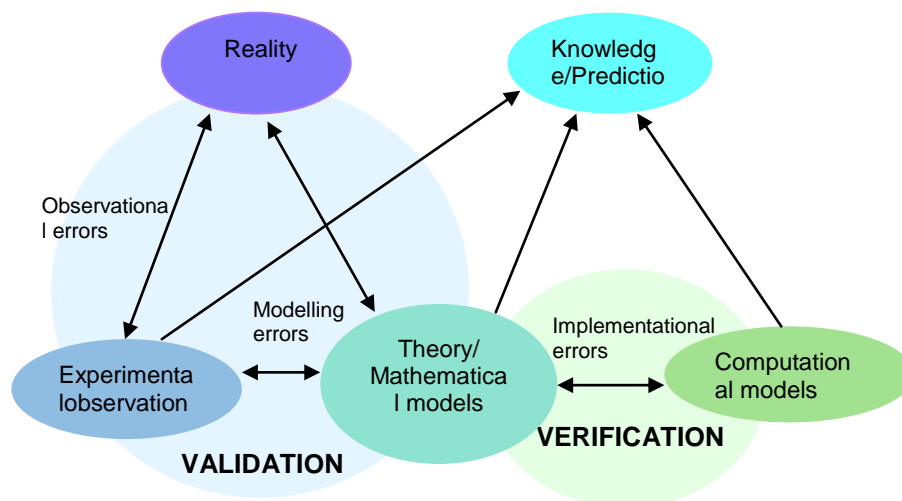 Reality
Knowledg
e/Predictio
Observationa
l errors
Modelling
errors
Implementational
errors
Experimenta
lobservation
Theory/
Mathematica
l models
Computation
al models
VALIDATION
VERIFICATION